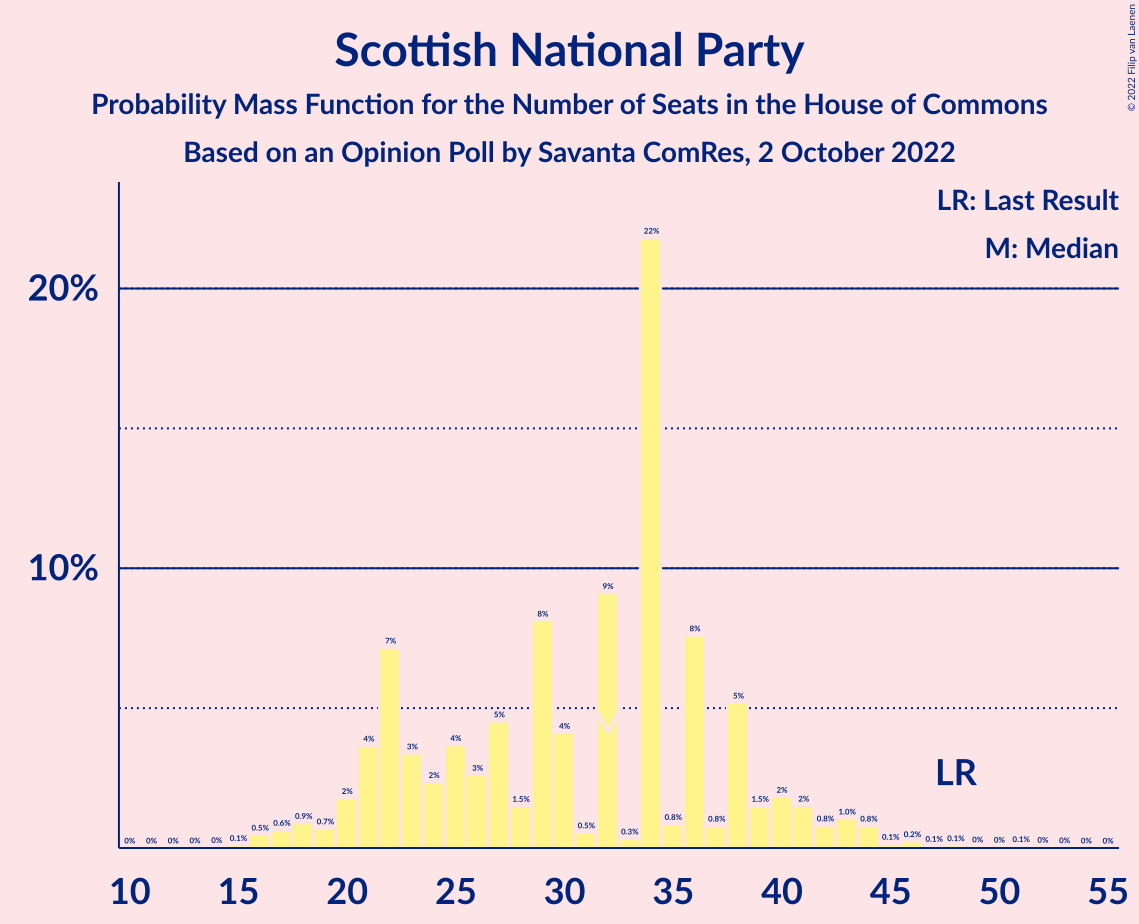 Scottish National Party
Probability Mass Function for the Number of Seats in the House of Commons
Based on an Opinion Poll by Savanta ComRes, 2 October 2022
© 2022 Filip van Laenen
LR: Last Result
M: Median
20%
10%
0% 0% 0% 0% 0% 0.1% 0.5% 0.6% 0.9% 0.7% 2% 4% 7% 3% 2% 4% 3% 5% 1.5% 8% 4% 0.5% 9% 0.3% 22% 0.8% 8% 0.8% 5% 1.5% 2% 2% 0.8% 1.0% 0.8% 0.1% 0.2% 0.1% 0.1% 0% 0% 0.1% 0% 0% 0% 0%
LR
10 15 20 25 30 35 40 45 50 55